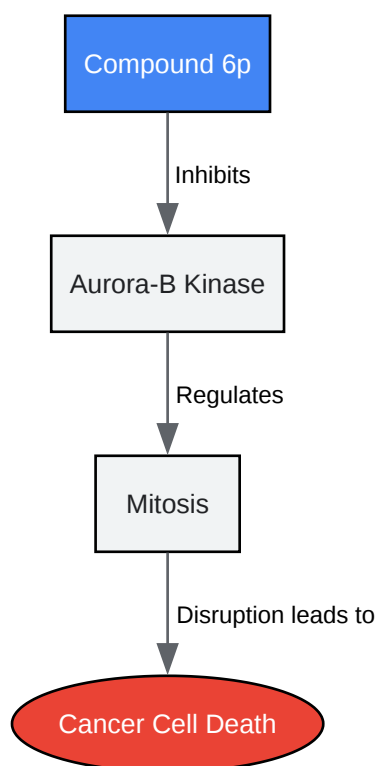 Compound 6p
Inhibits
Aurora-B Kinase
Regulates
Mitosis
Disruption leads to
Cancer Cell Death